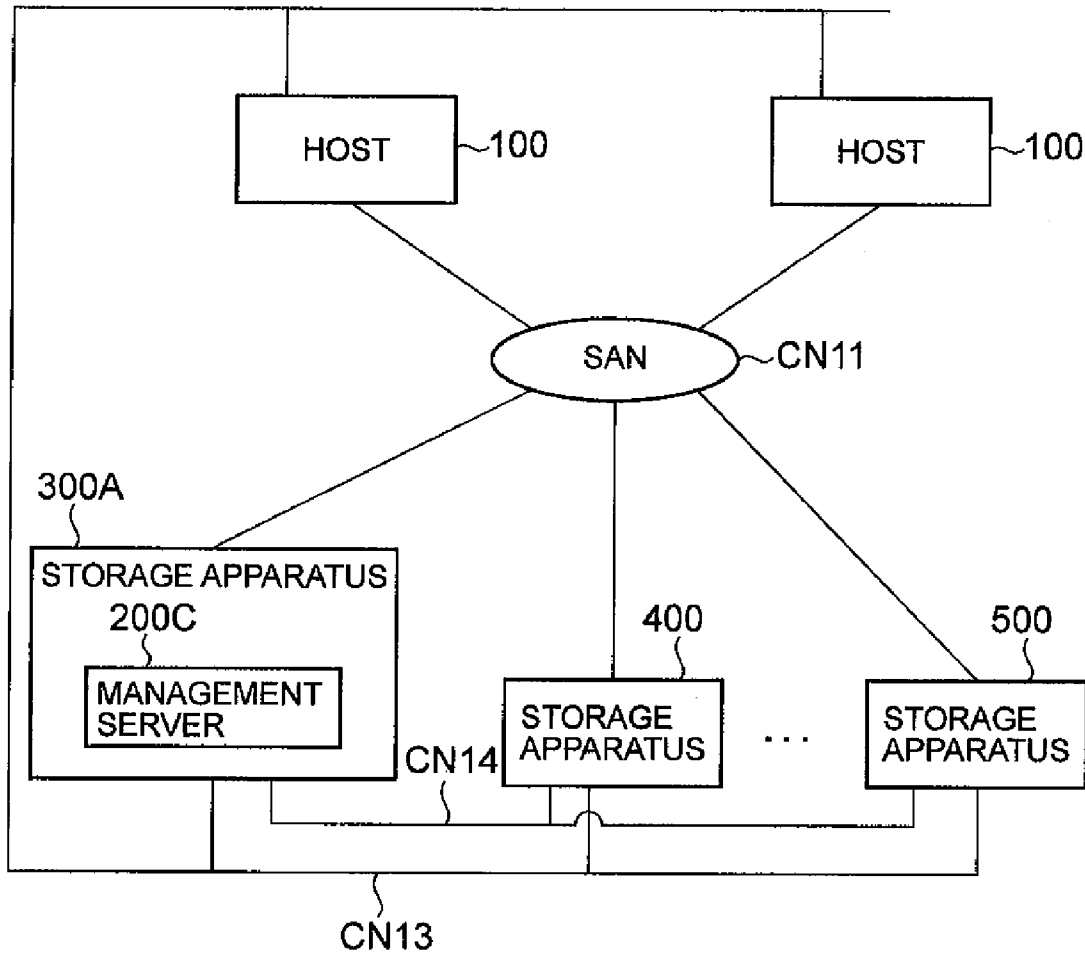 HOST
100
HOST
100
SAN
CN11
300A
STORAGE APPARATUS
200C
MANAGEMENT
SERVER
400
STORAGE
APPARATUS
...
500
STORAGE
APPARATUS
CN14
CN13